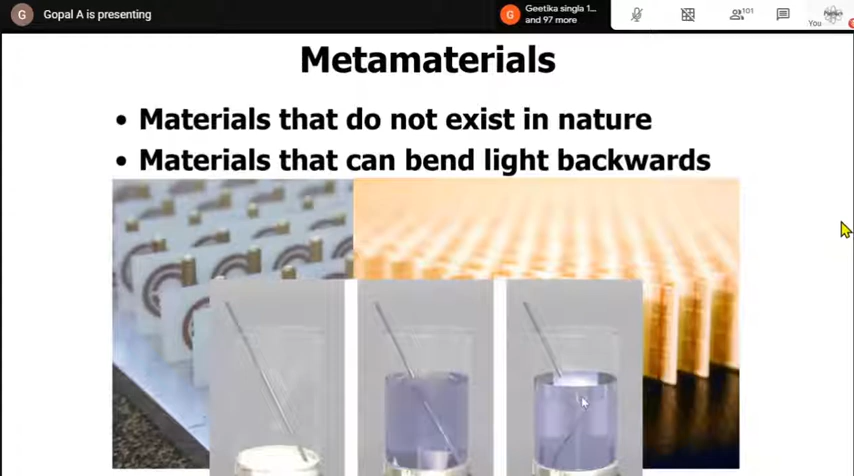 G Gopal A is presenting
G Geetika singla 1...
and 97 more
101
You
Metamaterials
• Materials that do not exist in nature
• Materials that can bend light backwards